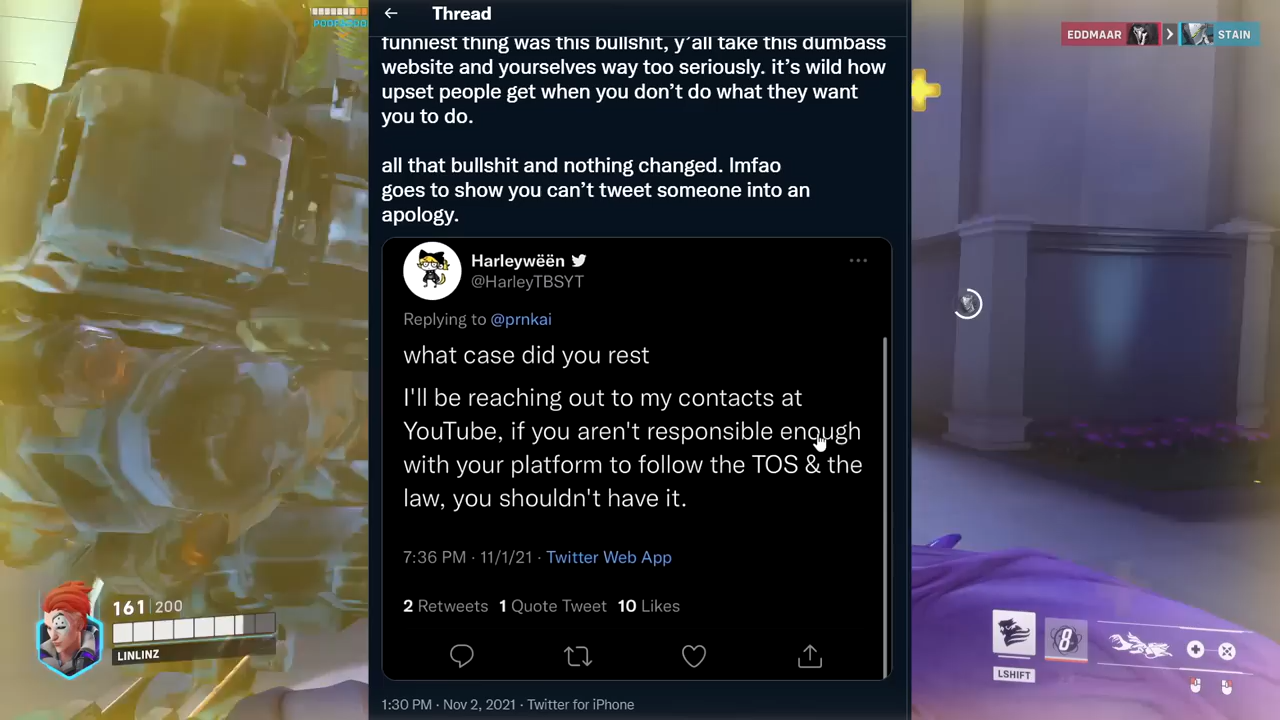 Thread
EDDMAAR
STAIN
funniest thing was this bullshit, y'all take this dumbass
website and yourselves way too seriously. it's wild how
upset people get when you don't do what they want
you to do.
all that bullshit and nothing changed. lmfao
goes to show you can't tweet someone into an
apology.
Harleywëën
@HarleyTBSYT
Replying to @prnkai
what case did you rest
I'll be reaching out to my contacts at
YouTube, if you aren't responsible enough
with your platform to follow the TOS & the
law, you shouldn't have it.
7:36 PM · 11/1/21 · Twitter Web App
2 Retweets 1 Quote Tweet 10 Likes
1:30 PM · Nov 2, 2021 · Twitter for iPhone
161 | 200
LINLINZ
8
LSHIFT